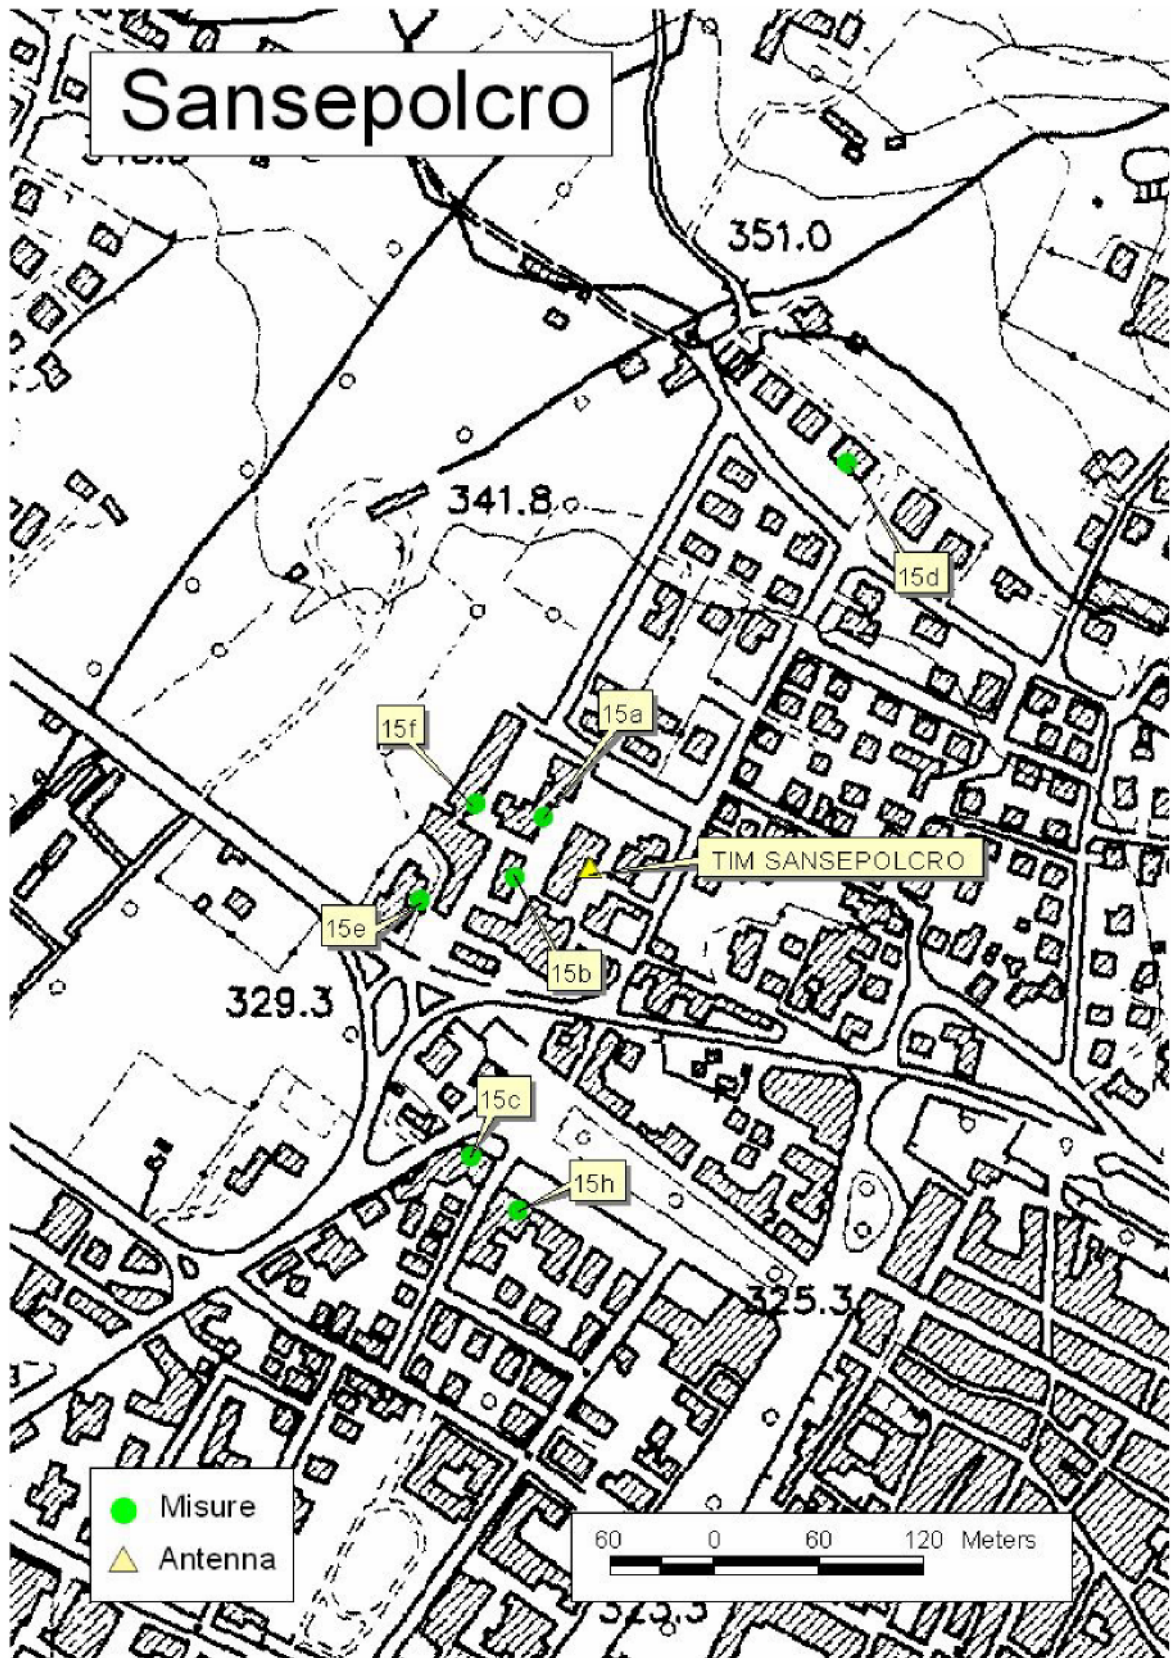 Sansepolcro
351.0
341.8
15d
15a
15f
TIM SANSEPOLCRO
15e
15b
329.3
15c
15h
325.3
Misure
Antenna
60 0 60 120 Meters